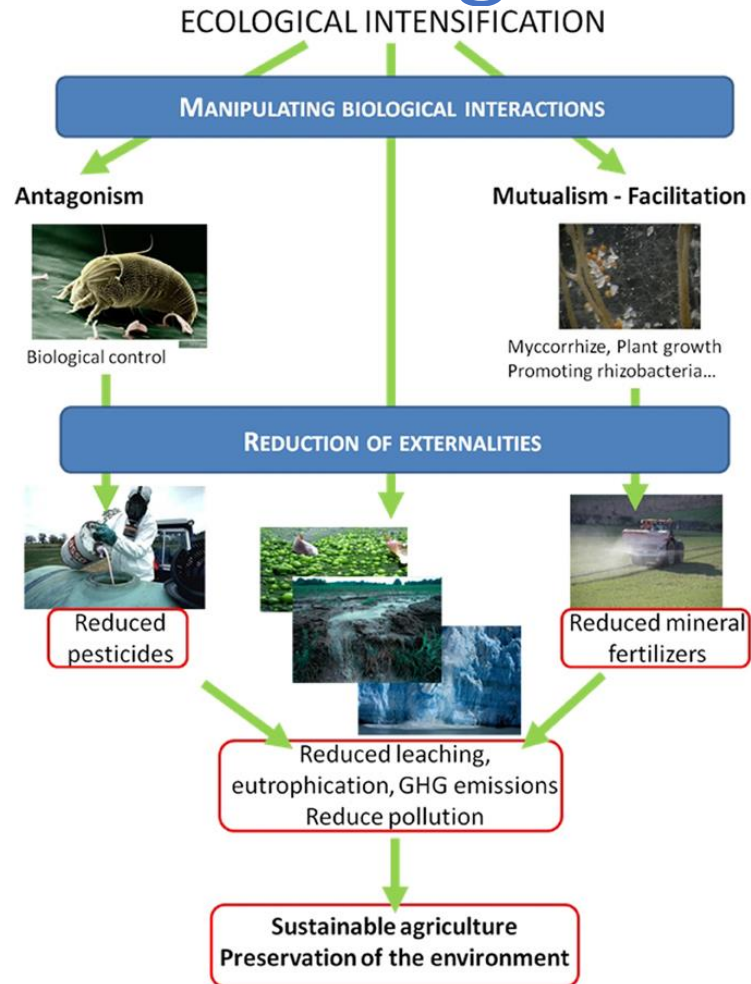 ECOLOGICAL INTENSIFICATION
MANIPULATING BIOLOGICAL INTERACTIONS
Antagonism
Mutualism - Facilitation
Biological control
Myccorrhize, Plant growth
Promoting rhizobacteria...
REDUCTION OF EXTERNALITIES
Reduced
pesticides
Reduced mineral
fertilizers
Reduced leaching,
eutrophication, GHG emissions
Reduce pollution
Sustainable agriculture
Preservation of the environment